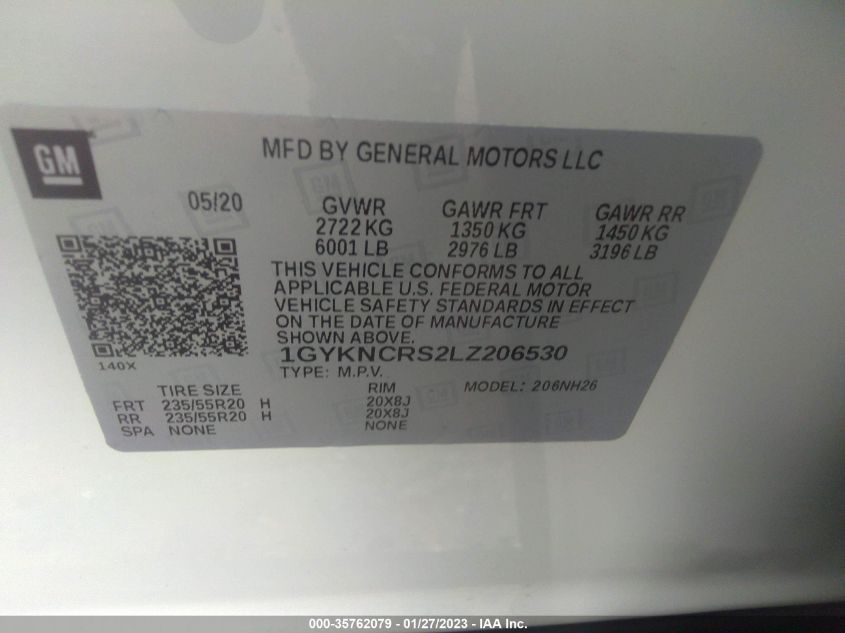 GM
MFD BY GENERAL MOTORS LLC
05/20
GVWR GAWR FRT GAWR RR
2722 KG 1350 KG 1450 KG
6001 LB 2976 LB 3196 LB
THIS VEHICLE CONFORMS TO ALL
APPLICABLE U.S. FEDERAL MOTOR
VEHICLE SAFETY STANDARDS IN EFFECT
ON THE DATE OF MANUFACTURE
SHOWN ABOVE.
1GYKNCRS2LZ206530
140X
TYPE: M.P.V.
TIRE SIZE RIM MODEL: 206NH26
FRT 235/55R20 H 20X8J
RR 235/55R20 H 20X8J
SPA NONE NONE
000-35762079 - 01/27/2023 - IAA Inc.